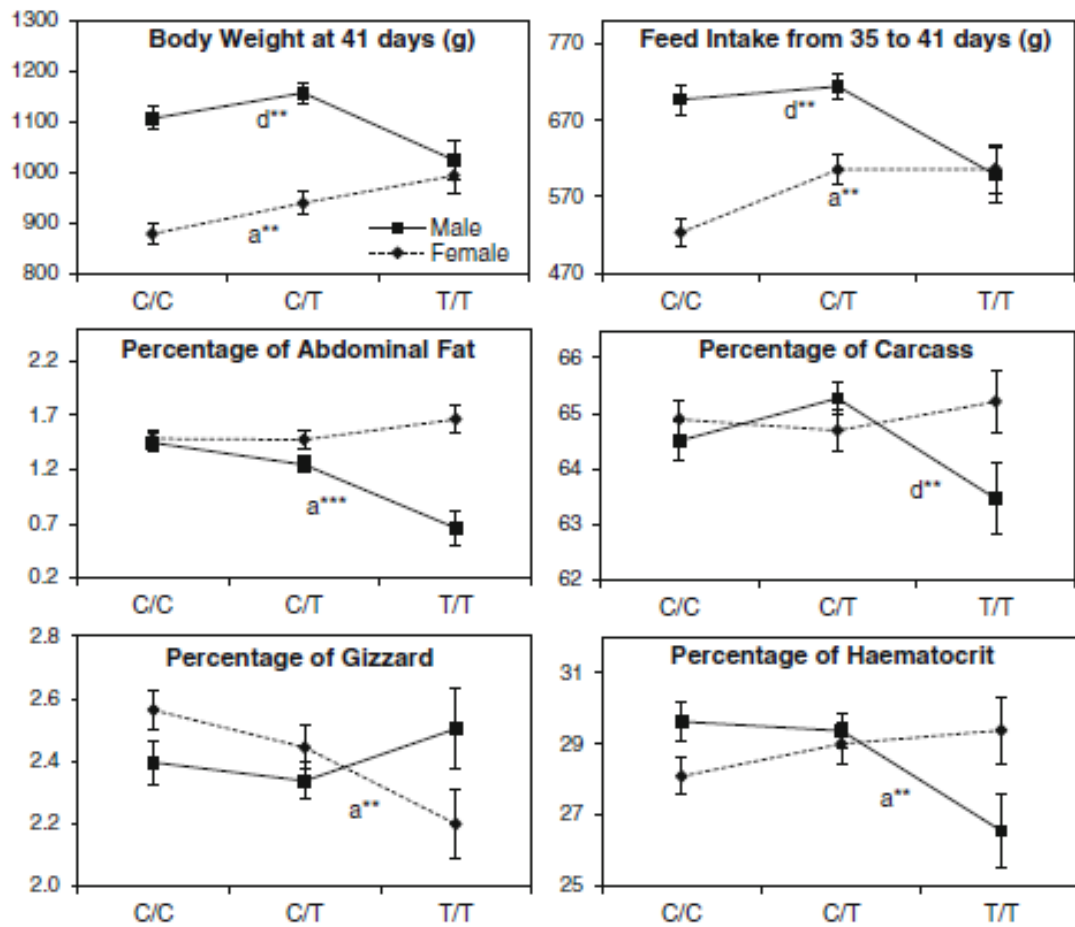 Body Weight at 41 days (g)
1300
1200
1100
1000
900
800
d**
a**
Male
Female
C/C C/T T/T
Feed Intake from 35 to 41 days (g)
770
670
570
470
d**
a**
C/C C/T T/T
Percentage of Abdominal Fat
2.2
1.7
1.2
0.7
0.2
a***
C/C C/T T/T
Percentage of Carcass
66
65
64
63
62
d**
C/C C/T T/T
Percentage of Gizzard
2.8
2.6
2.4
2.2
2.0
a**
C/C C/T T/T
Percentage of Haematocrit
31
29
27
25
a**
C/C C/T T/T